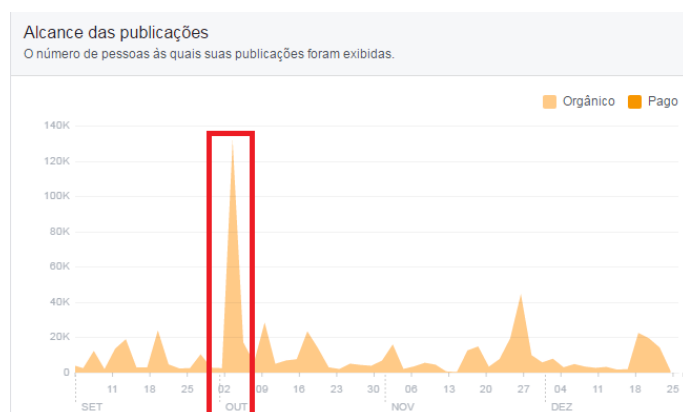 Alcance das publicações
O número de pessoas às quais suas publicações foram exibidas.
Orgânico Pago
140K
120K
100K
80K
60K
40K
20K
0
11 18 25 02 09 16 23 30 06 13 20 27 04 11 18 25
SET OUT NOV DEZ